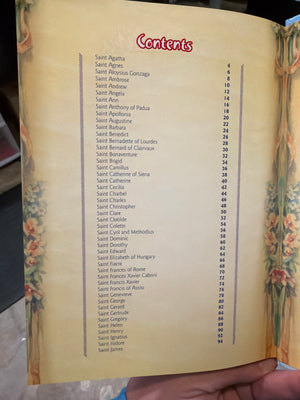 Contents
Saint Agatha 4
Saint Agnes 6
Saint Aloysius Gonzaga 8
Saint Ambrose 10
Saint Andrew 12
Saint Angela 14
Saint Ann 16
Saint Anthony of Padua 18
Saint Apollonia 20
Saint Augustine 22
Saint Barbara 24
Saint Benedict 26
Saint Bernadette of Lourdes 28
Saint Bernard of Clairvaux 30
Saint Bonaventure 32
Saint Brigid 34
Saint Camillus 36
Saint Catherine of Siena 38
Saint Catherine 40
Saint Cecilia 42
Saint Charbel 44
Saint Charles 46
Saint Christopher 48
Saint Clare 50
Saint Clotilde 52
Saint Colette 54
Saint Cyril and Methodius 56
Saint Dominic 58
Saint Dorothy 60
Saint Edward 62
Saint Elizabeth of Hungary 64
Saint Fiacre 66
Saint Frances of Rome 68
Saint Frances Xavier Cabrini 70
Saint Francis Xavier 72
Saint Francis of Assisi 74
Saint Genevieve 76
Saint George 78
Saint Gerard 80
Saint Gertrude 82
Saint Gregory 84
Saint Helen 86
Saint Henry 88
Saint Ignatius 90
Saint Isidore 92
Saint James 94